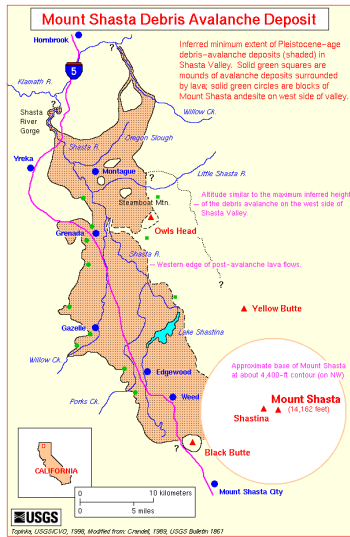 Mount Shasta Debris Avalanche Deposit
Hornbrook
5
Inferred minimum extent of Pleistocene-age
debris-avalanche deposits (shaded) in
Shasta Valley. Solid green squares are
mounds of avalanche deposits surrounded
by lava; solid green circles are blocks of
Mount Shasta andesite on west side of valley.
Klamath R.
?
Willow Ck.
Shasta
River
Gorge
Oregon Slough
Shasta R.
Yreka
?
Little Shasta R.
Montague
Steamboat Mtn.
?
Altitude similar to the maximum inferred height
of the debris avalanche on the west side of
Shasta Valley.
Owls Head
Grenada
Shasta R.
Western edge of post-avalanche lava flows.
?
Yellow Butte
Gazelle
Lake Shastina
Willow Ck.
Approximate base of Mount Shasta
at about 4,400-ft contour (on NW)
Edgewood
Parks Ck.
Weed
Mount Shasta
(14,162 feet)
Shastina
?
Black Butte
CALIFORNIA
0 10 kilometers
0 5 miles
Mount Shasta City
USGS
Topinka, USGS/CVO, 1998, Modified from: Crandell, 1989, USGS Bulletin 1861